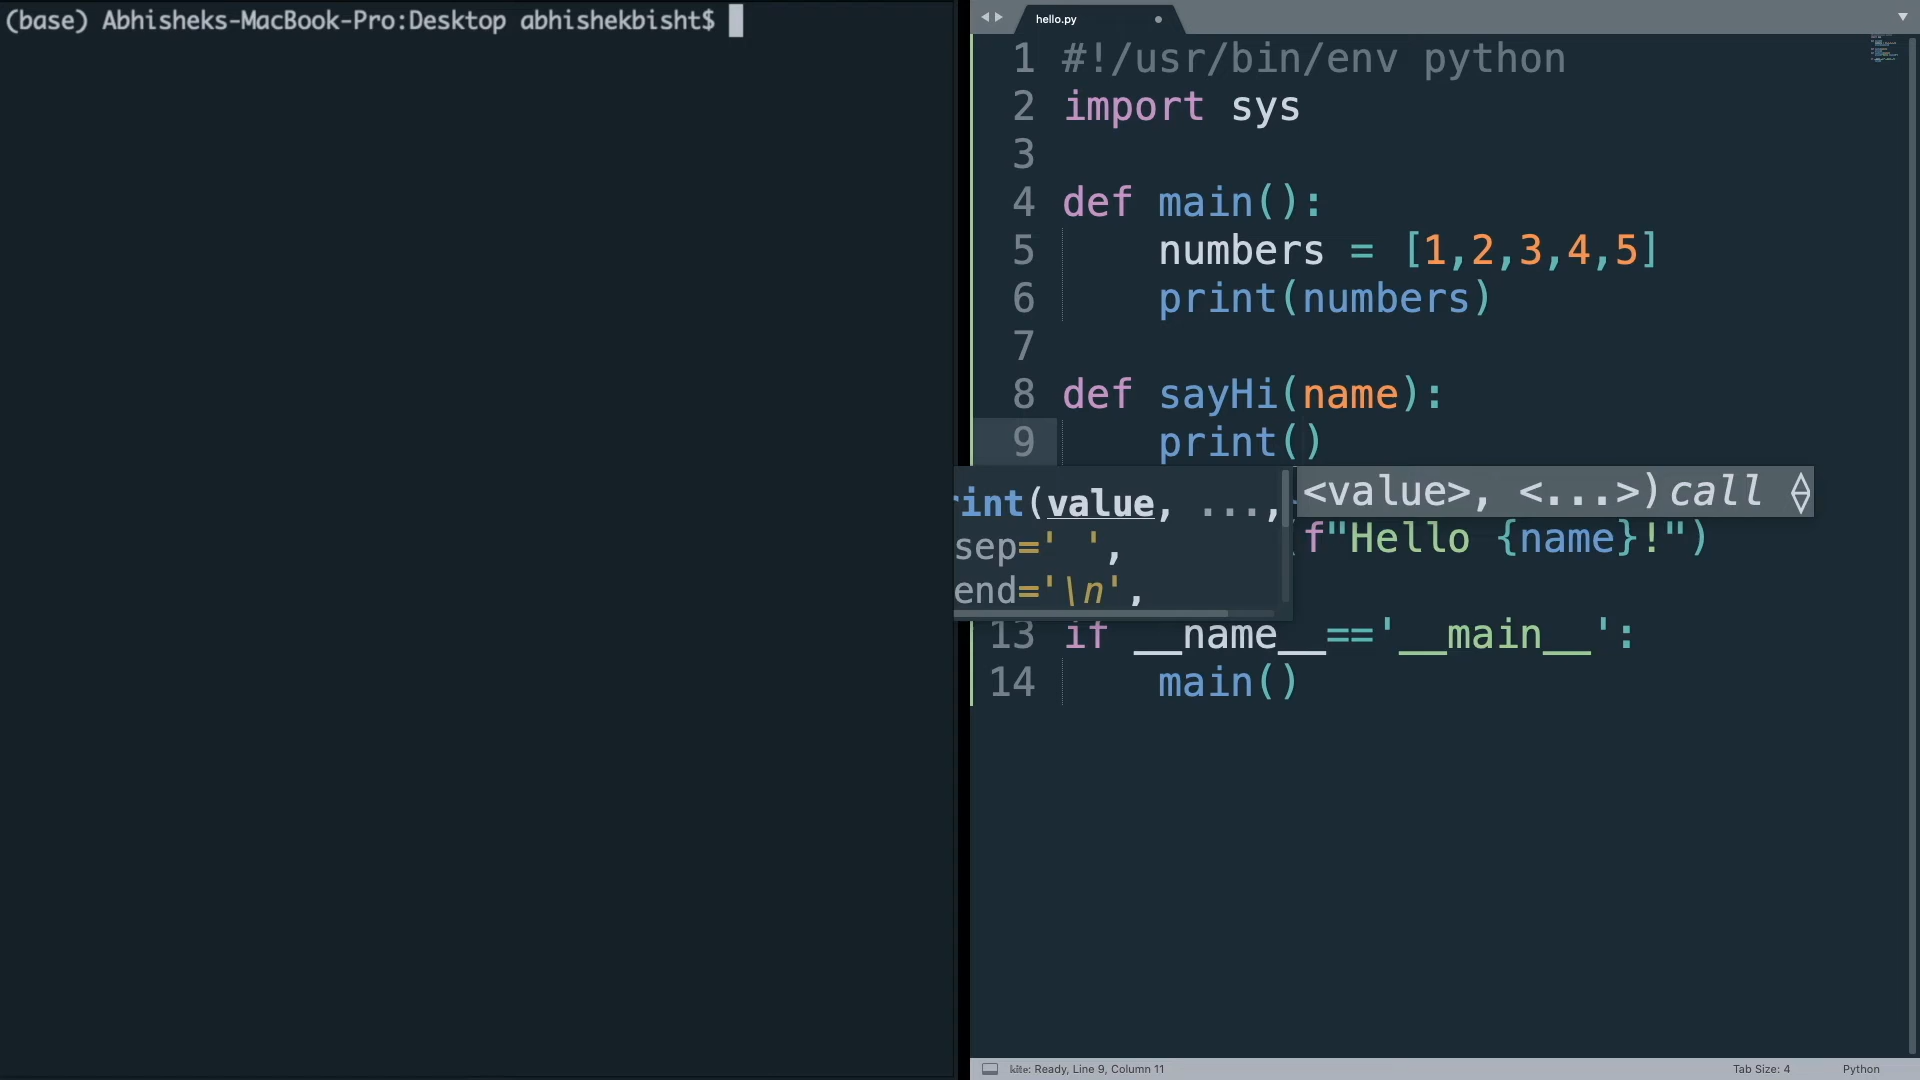 (base) Abhisheks-MacBook-Pro:Desktop abhishekbisht$
hello.py
1 #!/usr/bin/env python
2 import sys
3
4 def main():
5 numbers = [1,2,3,4,5]
6 print(numbers)
7
8 def sayHi(name):
9 print()
<value>, <...>)call
rint(value, ...,
(f"Hello {name}!")
sep=' ',
end='\n',
13 if __name__=='__main__':
14 main()
kite: Ready, Line 9, Column 11
Tab Size: 4
Python